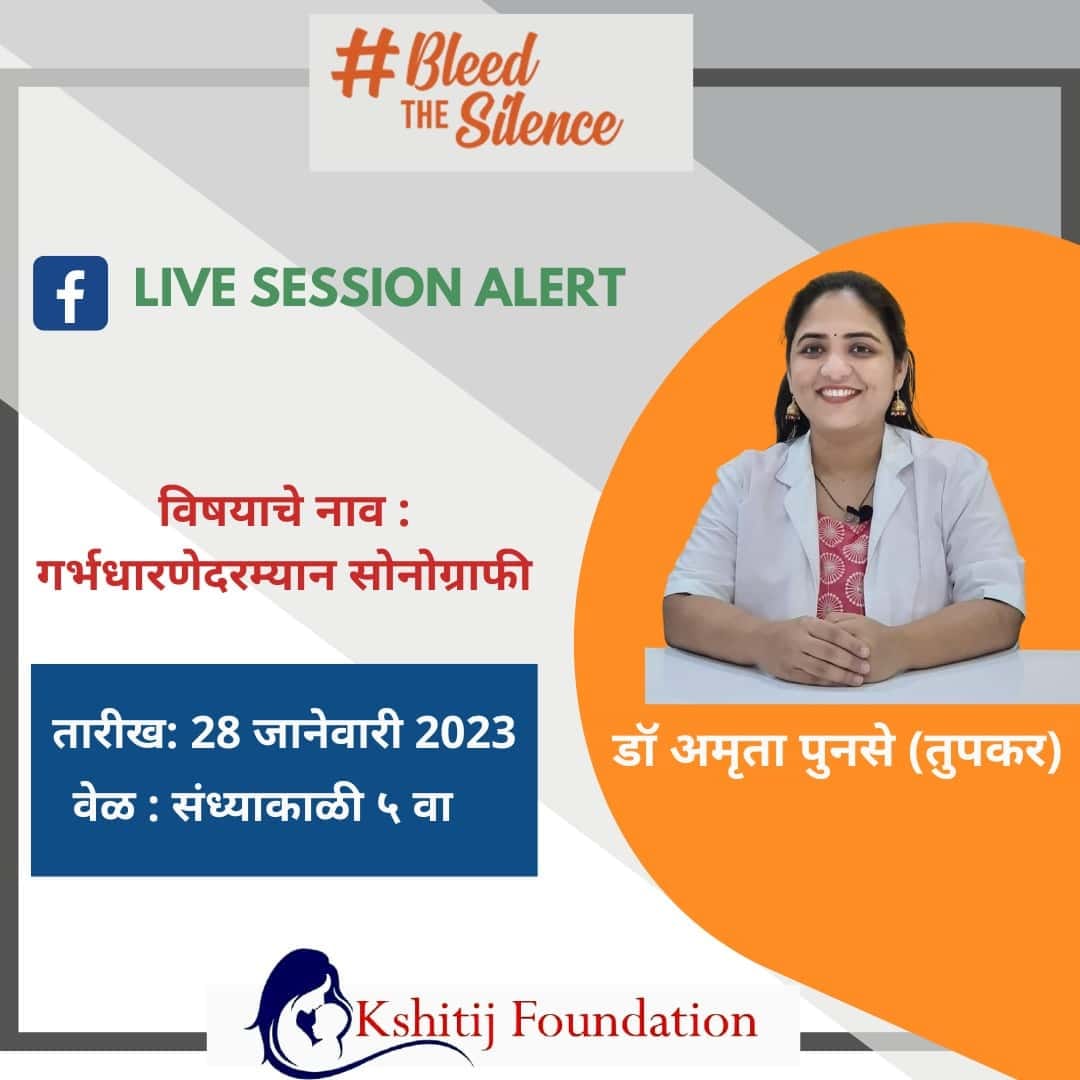 #Bleed
THE Silence
f LIVE SESSION ALERT
विषयाचे नाव :
गर्भधारणेदरम्यान सोनोग्राफी
तारीख: 28 जानेवारी 2023
वेळ : संध्याकाळी ५ वा
डॉ अमृता पुनसे (तुपकर)
Kshitij Foundation